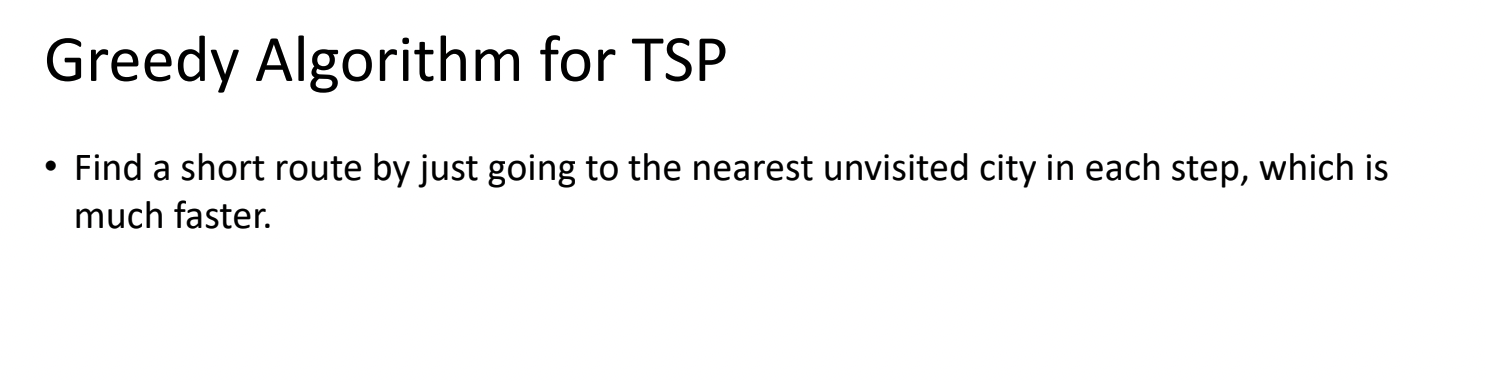 Greedy Algorithm for TSP
• Find a short route by just going to the nearest unvisited city in each step, which is
much faster.